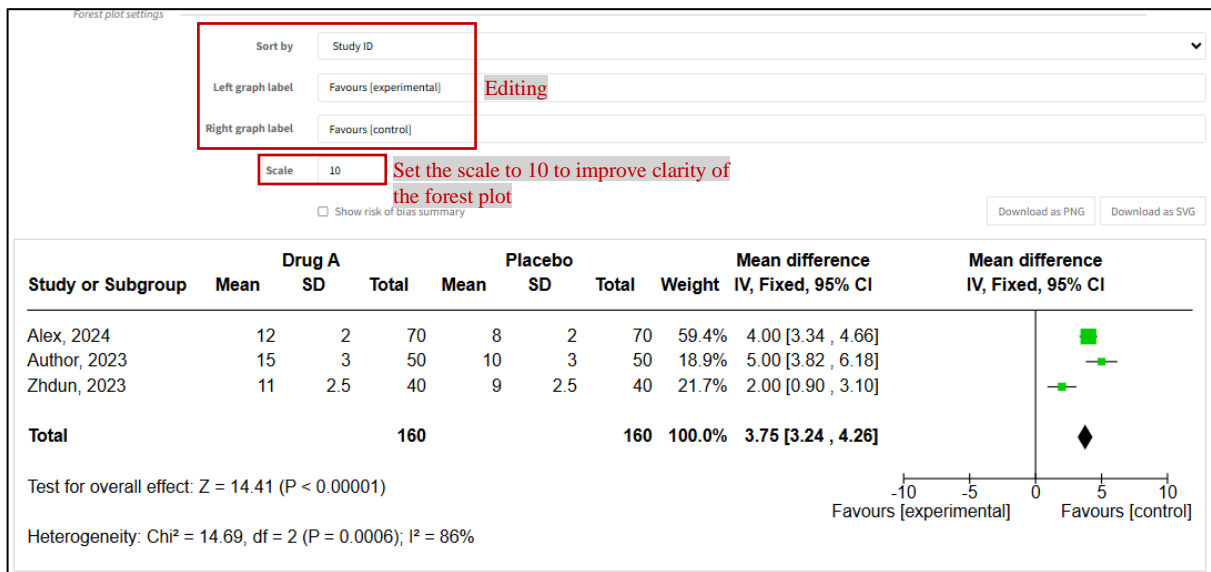 Forest plot settings
Sort by Study ID
Left graph label Favours [experimental] Editing
Right graph label Favours [control]
Scale 10 Set the scale to 10 to improve clarity of
the forest plot
Show risk of bias summary Download as PNG Download as SVG
Drug A Placebo Mean difference Mean difference
Study or Subgroup Mean SD Total Mean SD Total Weight IV, Fixed, 95% CI IV, Fixed, 95% CI
Alex, 2024 12 2 70 8 2 70 59.4% 4.00 [3.34 , 4.66]
Author, 2023 15 3 50 10 3 50 18.9% 5.00 [3.82 , 6.18]
Zhdun, 2023 11 2.5 40 9 2.5 40 21.7% 2.00 [0.90 , 3.10]
Total 160 160 100.0% 3.75 [3.24 , 4.26]
Test for overall effect: Z = 14.41 (P < 0.00001)
-10 -5 0 5 10
Favours [experimental] Favours [control]
Heterogeneity: Chi² = 14.69, df = 2 (P = 0.0006); I² = 86%